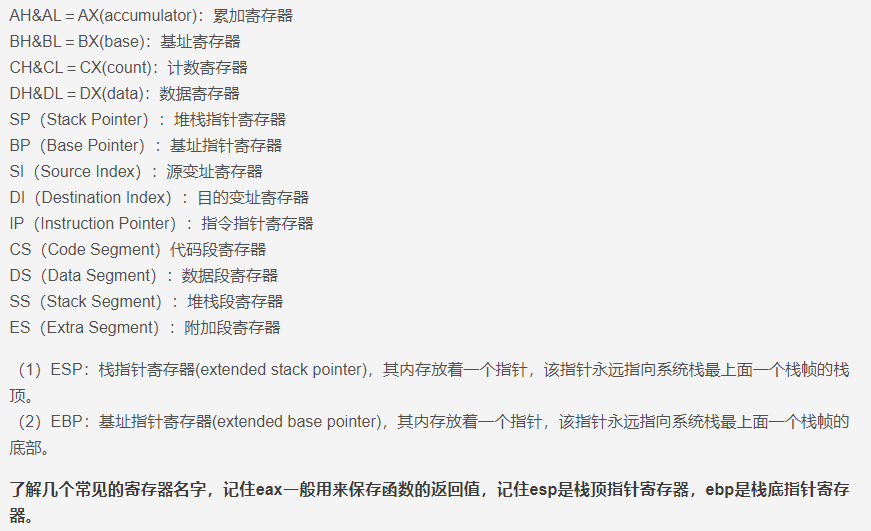 AH&AL = AX(accumulator)：累加寄存器
BH&BL = BX(base)：基址寄存器
CH&CL = CX(count)：计数寄存器
DH&DL = DX(data)：数据寄存器
SP（Stack Pointer）：堆栈指针寄存器
BP（Base Pointer）：基址指针寄存器
SI（Source Index）：源变址寄存器
DI（Destination Index）：目的变址寄存器
IP（Instruction Pointer）：指令指针寄存器
CS（Code Segment）代码段寄存器
DS（Data Segment）：数据段寄存器
SS（Stack Segment）：堆栈段寄存器
ES（Extra Segment）：附加段寄存器
（1）ESP：栈指针寄存器(extended stack pointer)，其内存放着一个指针，该指针永远指向系统栈最上面一个栈帧的栈
顶。
（2）EBP：基址指针寄存器(extended base pointer)，其内存放着一个指针，该指针永远指向系统栈最上面一个栈帧的
底部。
了解几个常见的寄存器名字，记住eax一般用来保存函数的返回值，记住esp是栈顶指针寄存器，ebp是栈底指针寄存
器。